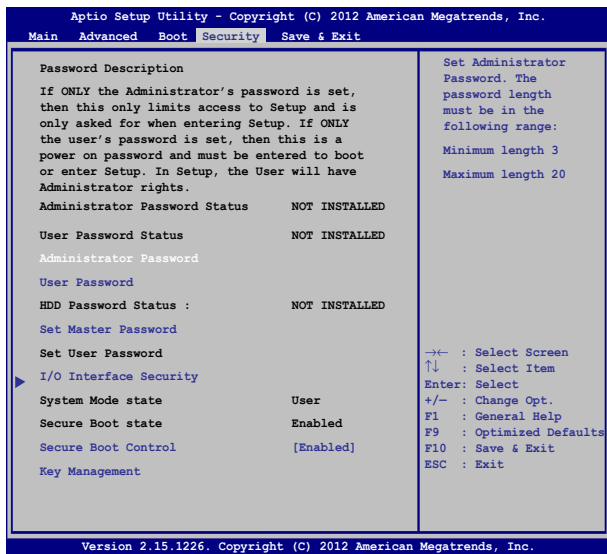 Aptio Setup Utility - Copyright (C) 2012 American Megatrends, Inc.
Main Advanced Boot Security Save & Exit
Password Description
If ONLY the Administrator's password is set,
then this only limits access to Setup and is
only asked for when entering Setup. If ONLY
the user's password is set, then this is a
power on password and must be entered to boot
or enter Setup. In Setup, the User will have
Administrator rights.
Administrator Password Status NOT INSTALLED
User Password Status NOT INSTALLED
Administrator Password
User Password
HDD Password Status : NOT INSTALLED
Set Master Password
Set User Password
I/O Interface Security
System Mode state User
Secure Boot state Enabled
Secure Boot Control [Enabled]
Key Management
Set Administrator
Password. The
password length
must be in the
following range:
Minimum length 3
Maximum length 20
→← : Select Screen
↑↓ : Select Item
Enter: Select
+/— : Change Opt.
F1 : General Help
F9 : Optimized Defaults
F10 : Save & Exit
ESC : Exit
Version 2.15.1226. Copyright (C) 2012 American Megatrends, Inc.